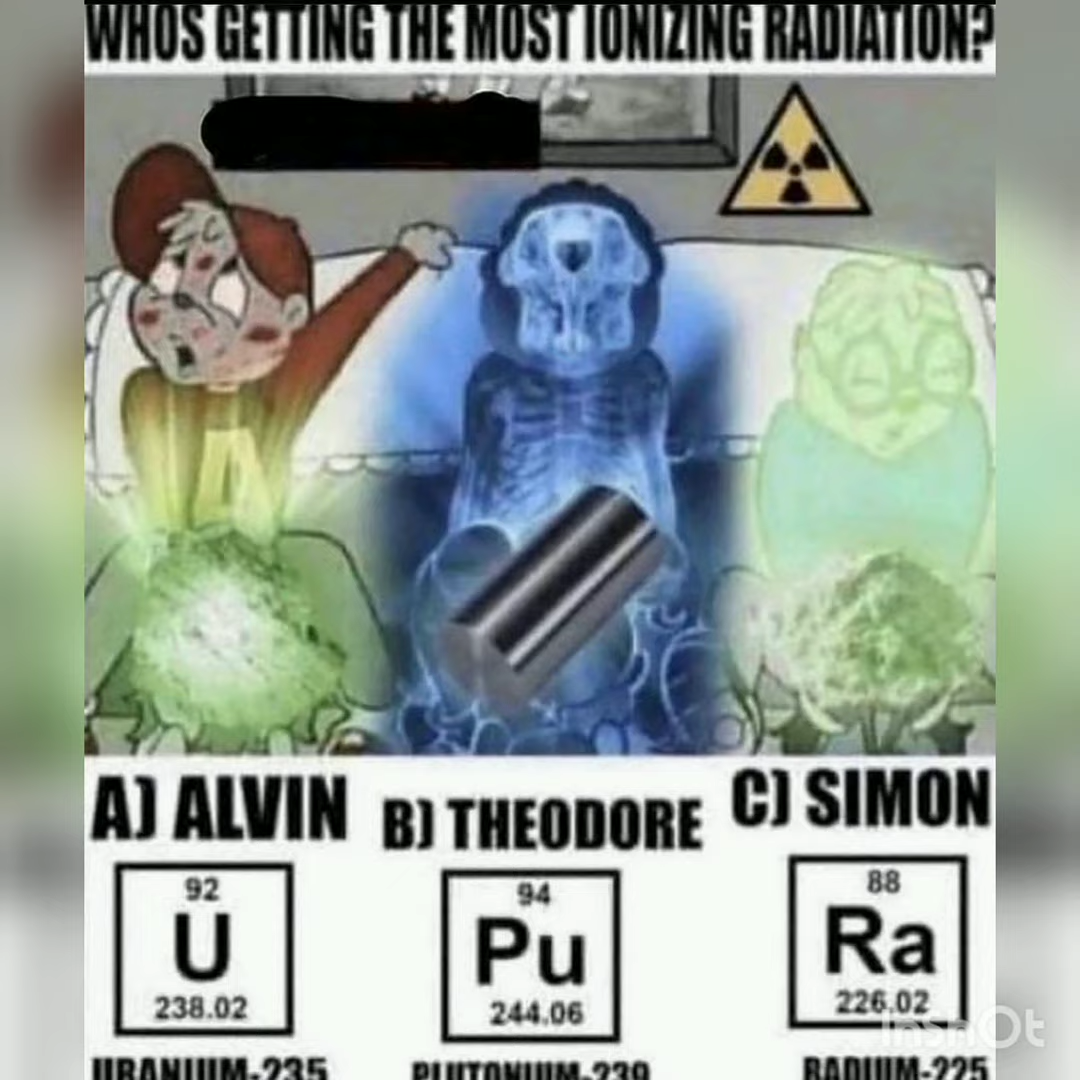 WHOS GETTING THE MOST IONIZING RADIATION?
A
A) ALVIN
B) THEODORE
C) SIMON
92
U
238.02
94
Pu
244.06
88
Ra
226.02
InShOt
URANIUM-235
PLUTONIUM-239
RADIUM-225